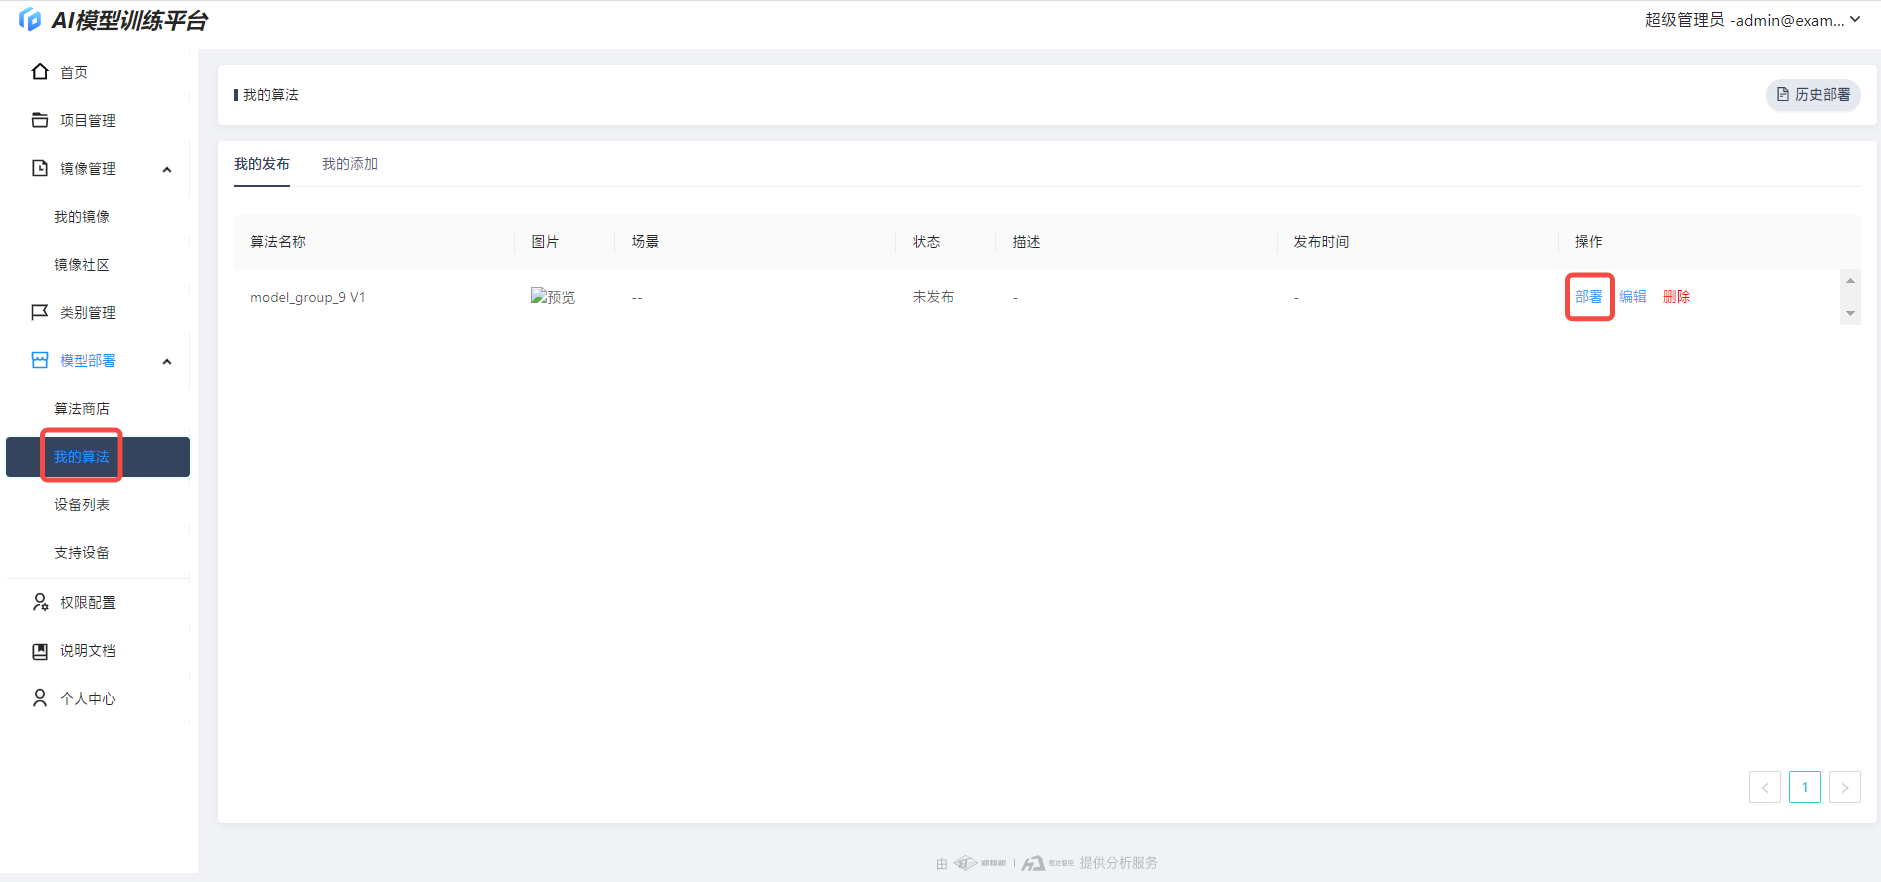 AI模型训练平台
超级管理员 -admin@exam...
首页
项目管理
镜像管理
我的镜像
镜像社区
类别管理
模型部署
算法商店
我的算法
设备列表
支持设备
权限配置
说明文档
个人中心
我的算法
历史部署
我的发布 我的添加
算法名称 图片 场景 状态 描述 发布时间 操作
model_group_9 V1 预览 -- 未发布 - - 部署 编辑 删除
< 1 >
由 | 提供分析服务